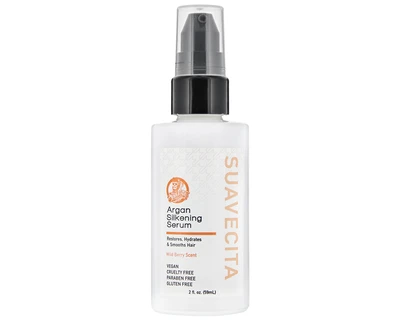 SUAVECITA
Argan
Silkening
Serum
Restores, Hydrates
& Smooths Hair
Wild Berry Scent
VEGAN
CRUELTY FREE
PARABEN FREE
GLUTEN FREE
2 fl. oz. (59mL)